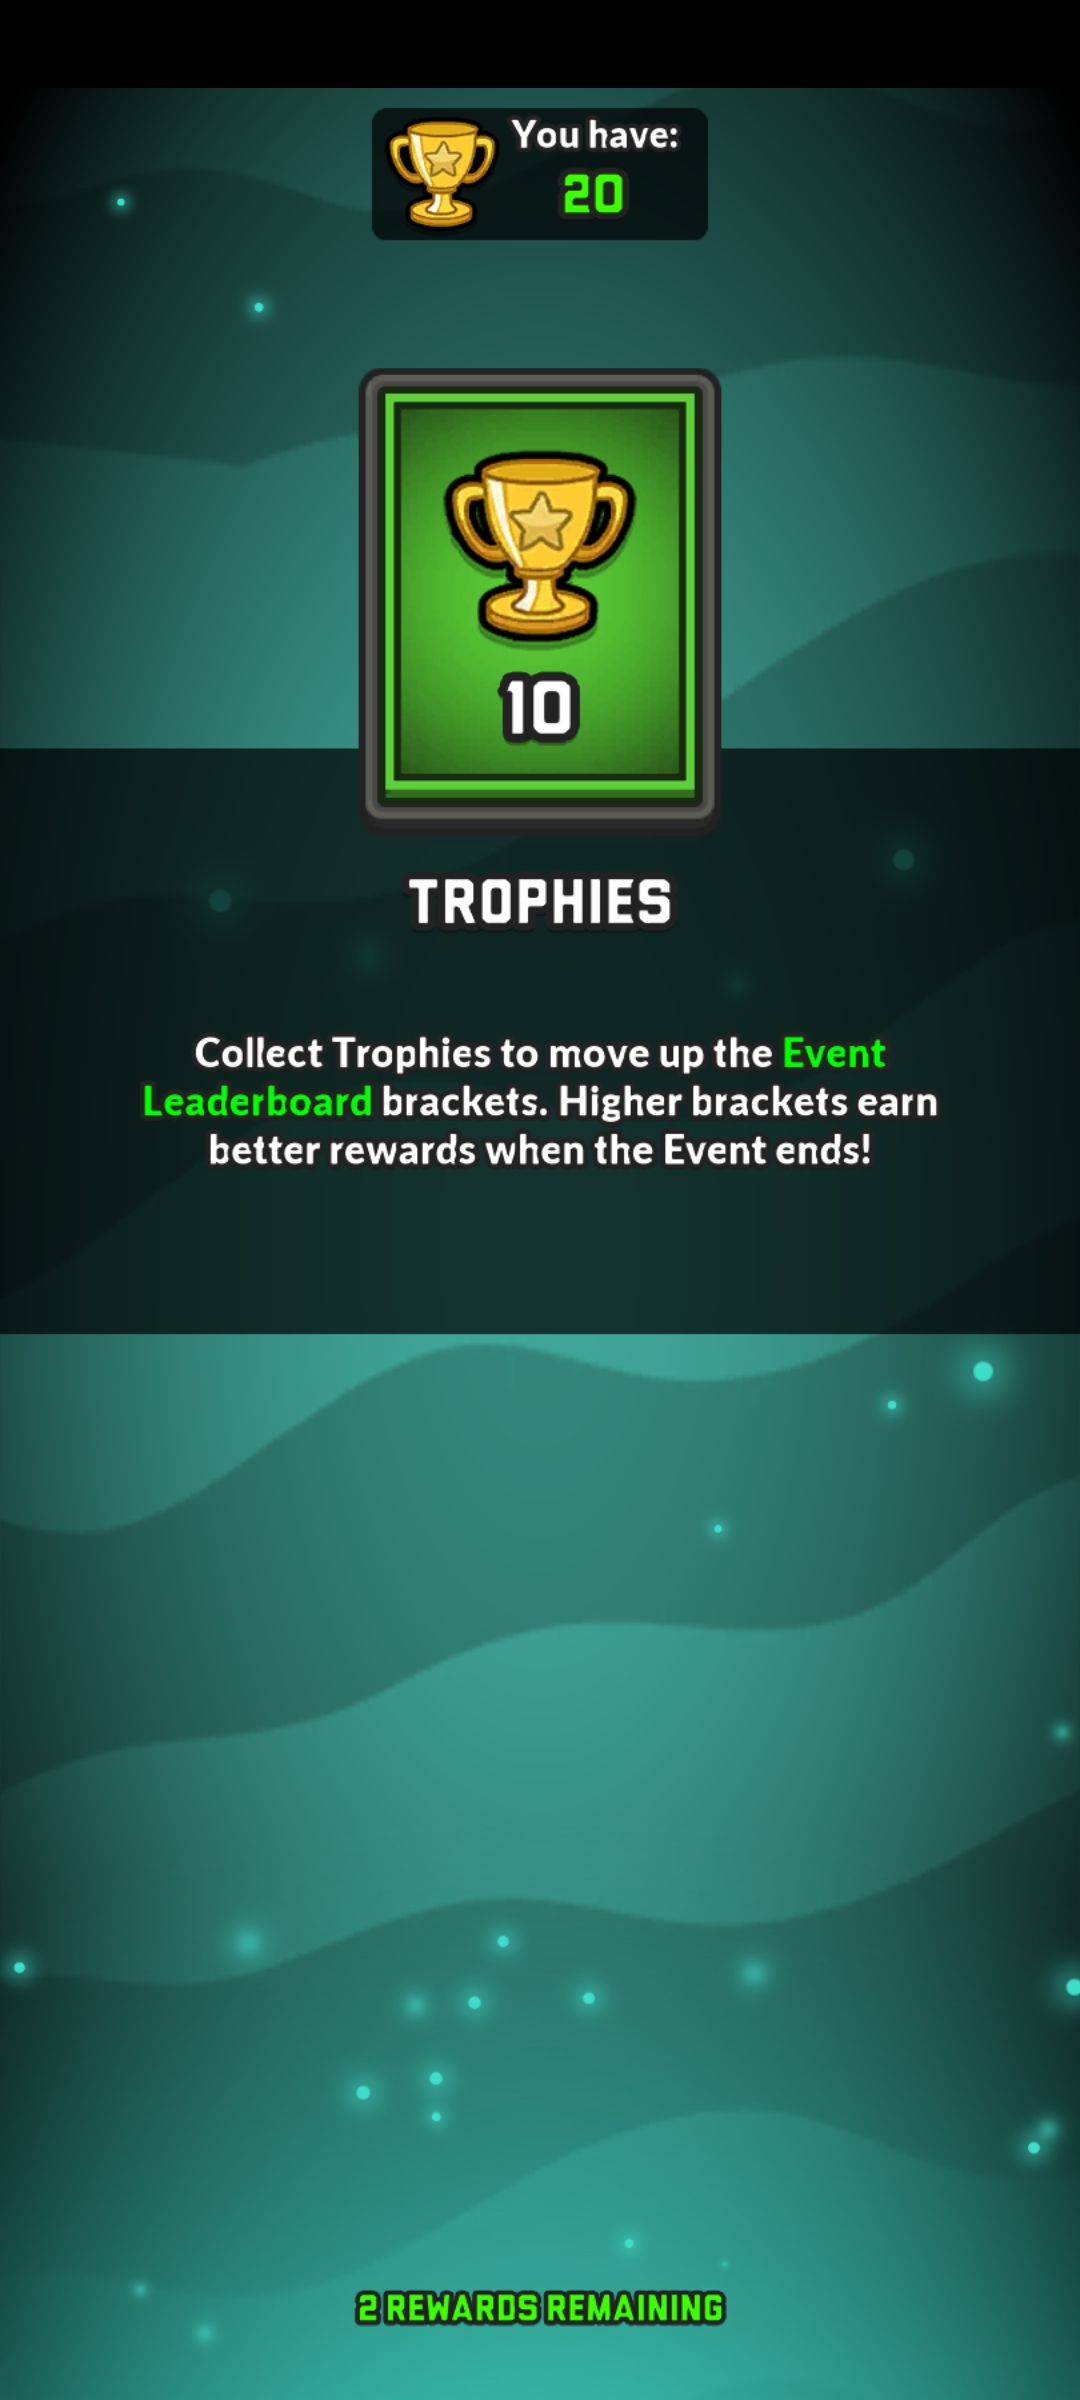 You have:
20
10
TROPHIES
Collect Trophies to move up the Event
Leaderboard brackets. Higher brackets earn
better rewards when the Event ends!
2 REWARDS REMAINING